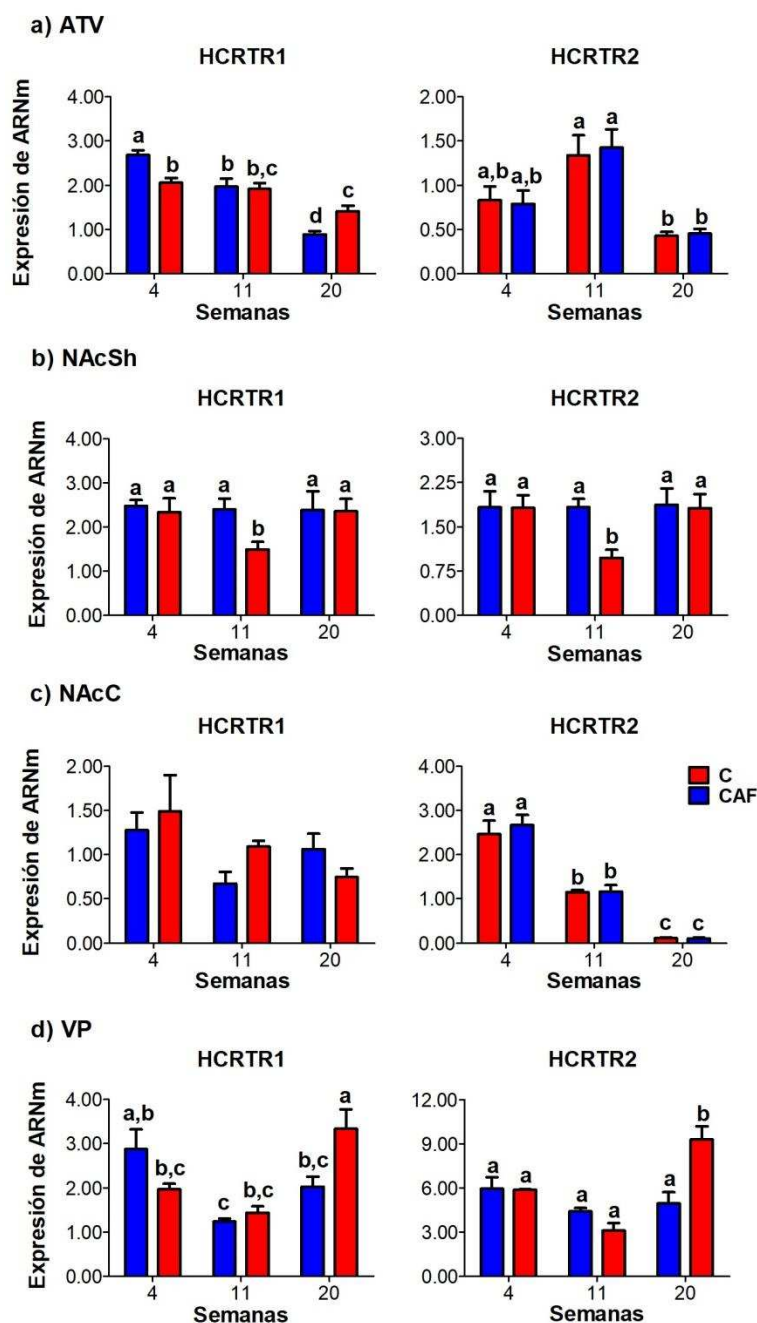 a) ATV
HCRTR1
HCRTR2
Expresión de ARNm
4.00
3.00
2.00
1.00
0.00
a
b
b
b,c
d
c
4
11
20
Semanas
2.00
1.50
1.00
0.50
0.00
a,b
a,b
a
a
b
b
4
11
20
Semanas
b) NAcSh
HCRTR1
HCRTR2
Expresión de ARNm
4.00
3.00
2.00
1.00
0.00
a
a
a
b
a
a
4
11
20
Semanas
3.00
2.25
1.50
0.75
0.00
a
a
a
b
a
a
4
11
20
Semanas
c) NAcC
HCRTR1
HCRTR2
Expresión de ARNm
2.00
1.50
1.00
0.50
0.00
4
11
20
Semanas
4.00
3.00
2.00
1.00
0.00
a
a
b
b
c
c
C
CAF
4
11
20
Semanas
d) VP
HCRTR1
HCRTR2
Expresión de ARNm
4.00
3.00
2.00
1.00
0.00
a,b
b,c
c
b,c
b,c
a
4
11
20
Semanas
12.00
9.00
6.00
3.00
0.00
a
a
a
a
a
b
4
11
20
Semanas